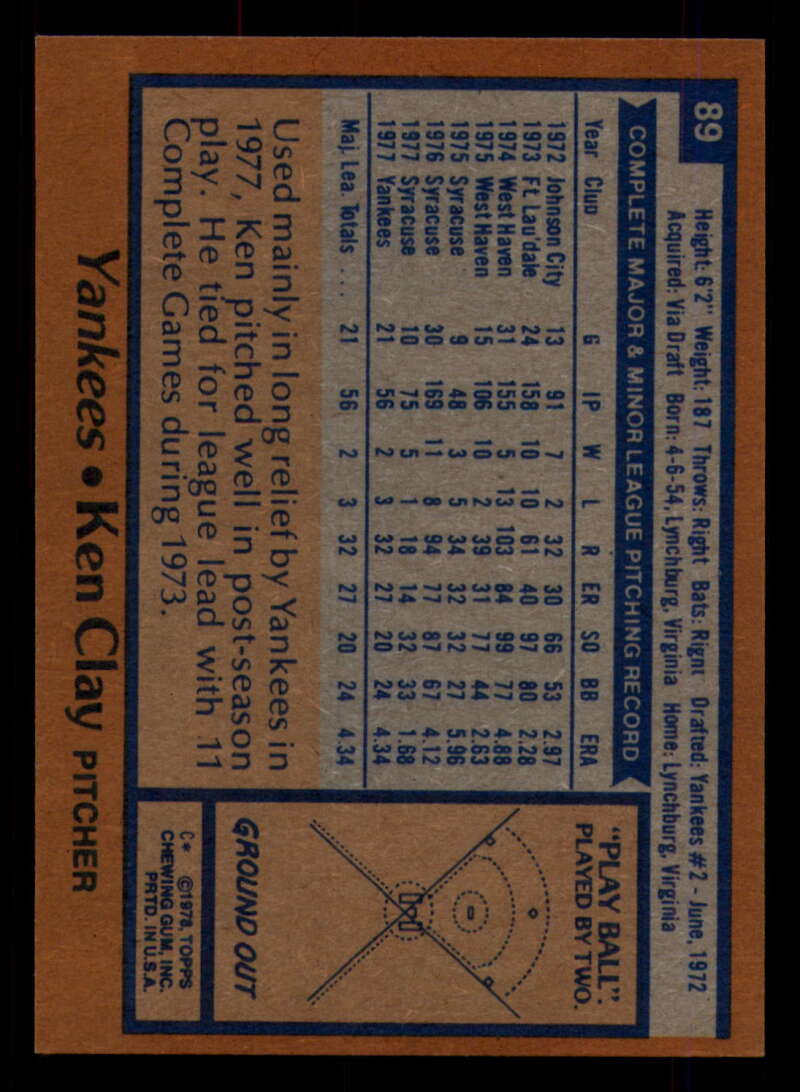 89
Height: 6'2" Weight: 187 Throws: Right Bats: Right Drafted: Yankees #2 - June, 1972
Acquired: Via Draft Born: 4-6-54, Lynchburg, Virginia Home: Lynchburg, Virginia
COMPLETE MAJOR & MINOR LEAGUE PITCHING RECORD
Year Club G IP W L R ER SO BB ERA
1972 Johnson City 13 91 7 2 32 30 66 53 2.97
1973 Ft. Lau'dale 24 158 10 10 61 40 97 80 2.28
1974 West Haven 31 155 5 13 103 84 99 77 4.88
1975 West Haven 15 106 10 2 39 31 77 44 2.63
1975 Syracuse 9 48 3 5 34 32 32 27 5.96
1976 Syracuse 30 169 11 8 94 77 87 67 4.12
1977 Syracuse 10 75 5 1 18 14 32 33 1.68
1977 Yankees 21 56 2 3 32 27 20 24 4.34
Maj. Lea. Totals ... 21 56 2 3 32 27 20 24 4.34
Used mainly in long relief by Yankees in
1977, Ken pitched well in post-season
play. He tied for league lead with 11
Complete Games during 1973.
"PLAY BALL":
PLAYED BY TWO.
GROUND OUT
C* ©1978, TOPPS
CHEWING GUM, INC.
PRTD. IN U.S.A.
Yankees • Ken Clay PITCHER